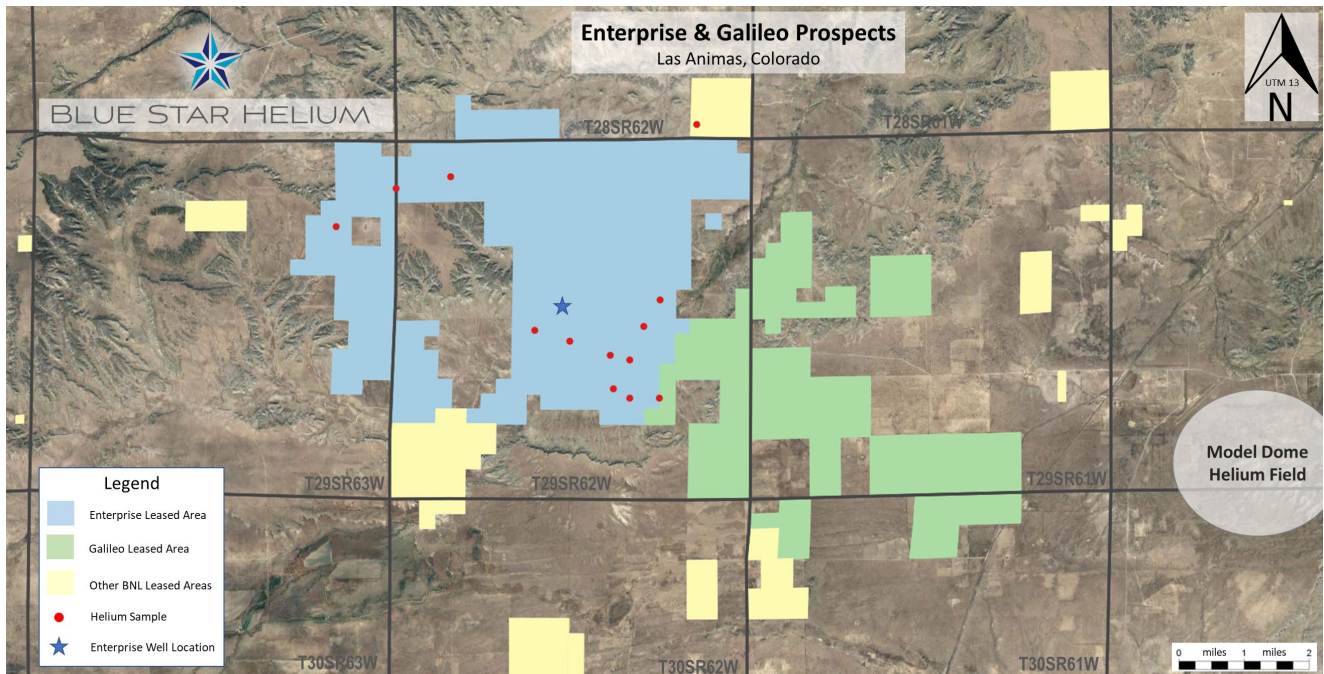 Enterprise & Galileo Prospects
Las Animas, Colorado
BLUE STAR HELIUM
UTM 13
N
T28SR62W
T28SR61W
Model Dome
Helium Field
T29SR63W
T29SR62W
T29SR61W
Legend
Enterprise Leased Area
Galileo Leased Area
Other BNL Leased Areas
Helium Sample
Enterprise Well Location
T30SR63W
T30SR62W
T30SR61W
0 miles 1 miles 2